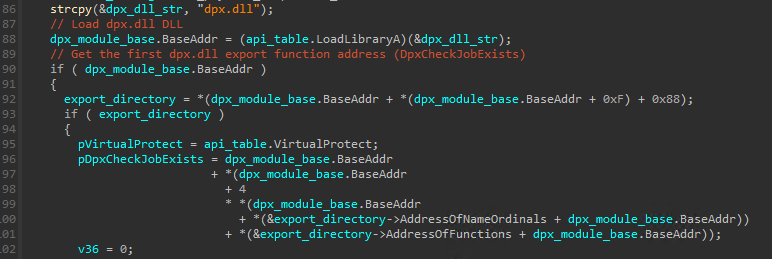 86 strcpy(&dpx_dll_str, "dpx.dll");
87 // Load dpx.dll DLL
88 dpx_module_base.BaseAddr = (api_table.LoadLibraryA)(&dpx_dll_str);
89 // Get the first dpx.dll export function address (DpxCheckJobExists)
90 if ( dpx_module_base.BaseAddr )
91 {
92 export_directory = *(dpx_module_base.BaseAddr + *(dpx_module_base.BaseAddr + 0xF) + 0x88);
93 if ( export_directory )
94 {
95 pVirtualProtect = api_table.VirtualProtect;
96 pDpxCheckJobExists = dpx_module_base.BaseAddr
97 + *(dpx_module_base.BaseAddr
98 + 4
99 * *(dpx_module_base.BaseAddr
100 + *(&export_directory->AddressOfNameOrdinals + dpx_module_base.BaseAddr))
101 + *(&export_directory->AddressOfFunctions + dpx_module_base.BaseAddr));
102 v36 = 0;